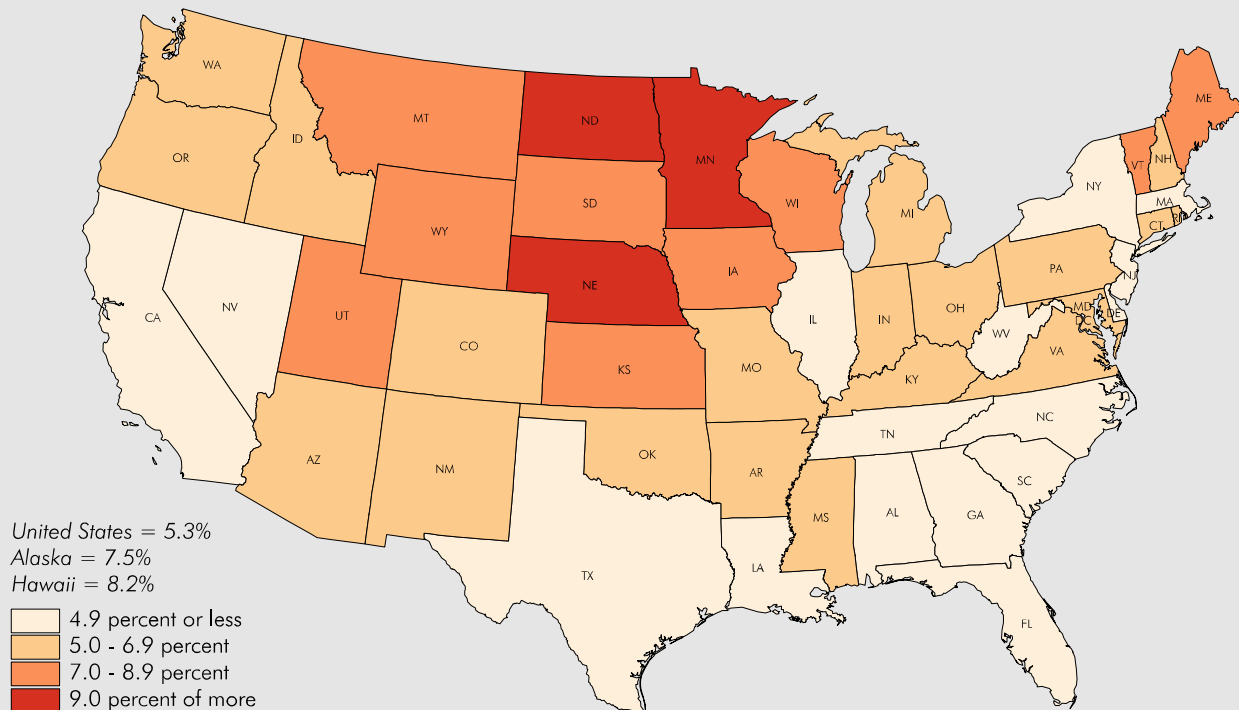 WA
MT
ND
MN
ME
OR
ID
SD
WI
VT
NH
NY
MA
WY
MI
CT
RI
IA
PA
NE
NJ
NV
UT
OH
MD
DE
CA
IL
IN
DC
WV
CO
VA
KS
MO
KY
NC
TN
AZ
NM
OK
AR
SC
MS
AL
GA
United States = 5.3%
Alaska = 7.5%
Hawaii = 8.2%
TX
LA
FL
4.9 percent or less
5.0 - 6.9 percent
7.0 - 8.9 percent
9.0 percent of more